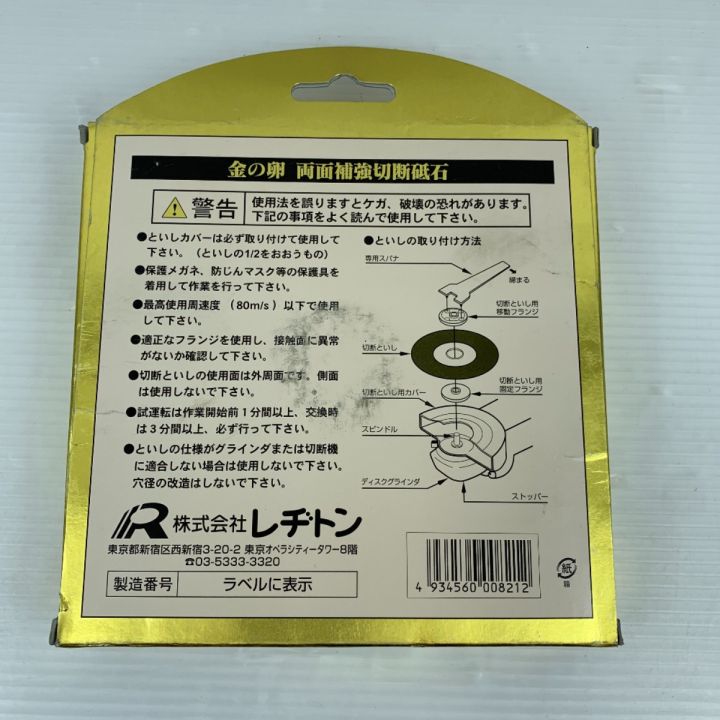 金の卵 両面補強切断砥石
警告
使用法を誤りますとケガ、破壊の恐れがあります。
下記の事項をよく読んで使用して下さい。
●といしカバーは必ず取り付けて使用して
下さい。（といしの1/2をおおうもの）
●保護メガネ、防じんマスク等の保護具を
着用して作業を行って下さい。
●最高使用周速度（80m/s）以下で使用
して下さい。
●適正なフランジを使用し、接触面に異常
がないか確認して下さい。
●切断といしの使用面は外周面です。側面
は使用しないで下さい。
●試運転は作業開始前1分間以上、交換時
は3分間以上、必ず行って下さい。
●といしの仕様がグラインダまたは切断機
に適合しない場合は使用しないで下さい。
穴径の改造はしないで下さい。
●といしの取り付け方法
専用スパナ
締まる
切断といし用
移動フランジ
切断といし
切断といし用
固定フランジ
切断といし用カバー
スピンドル
ディスクグラインダ
ストッパー
株式会社レヂトン
東京都新宿区西新宿3-20-2 東京オペラシティータワー8階
☎03-5333-3320
製造番号 ラベルに表示
4 934560 008212
紙
箱